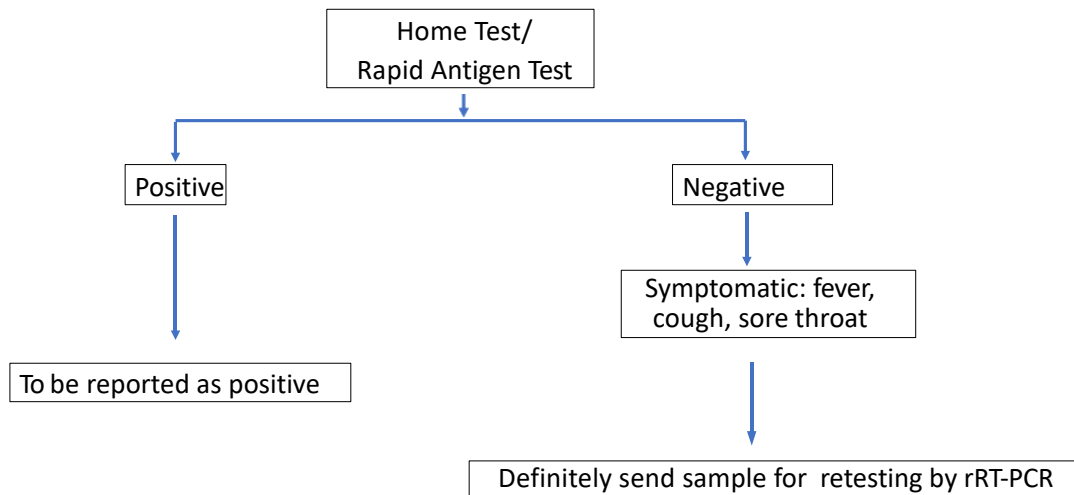 Home Test/
Rapid Antigen Test
Positive
Negative
Symptomatic: fever,
cough, sore throat
To be reported as positive
Definitely send sample for retesting by rRT-PCR